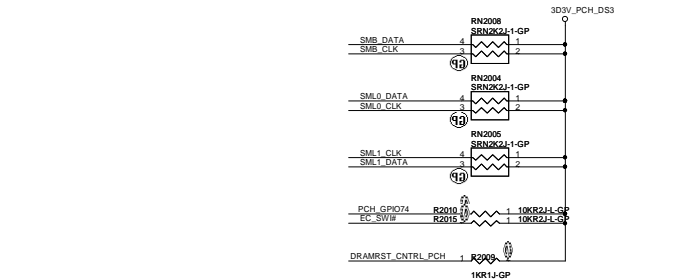 3D3V_PCH_DS3
RN2008
SRN2K2J-1-GP
SMB_DATA 4 1
SMB_CLK 3 2
RN2004
SRN2K2J-1-GP
SML0_DATA 4 1
SML0_CLK 3 2
RN2005
SRN2K2J-1-GP
SML1_CLK 4 1
SML1_DATA 3 2
PCH_GPIO74 R2010 1 10KR2J-L-GP
EC_SWI# R2015 1 10KR2J-L-GP
DRAMRST_CNTRL_PCH 1 R2009
1KR1J-GP